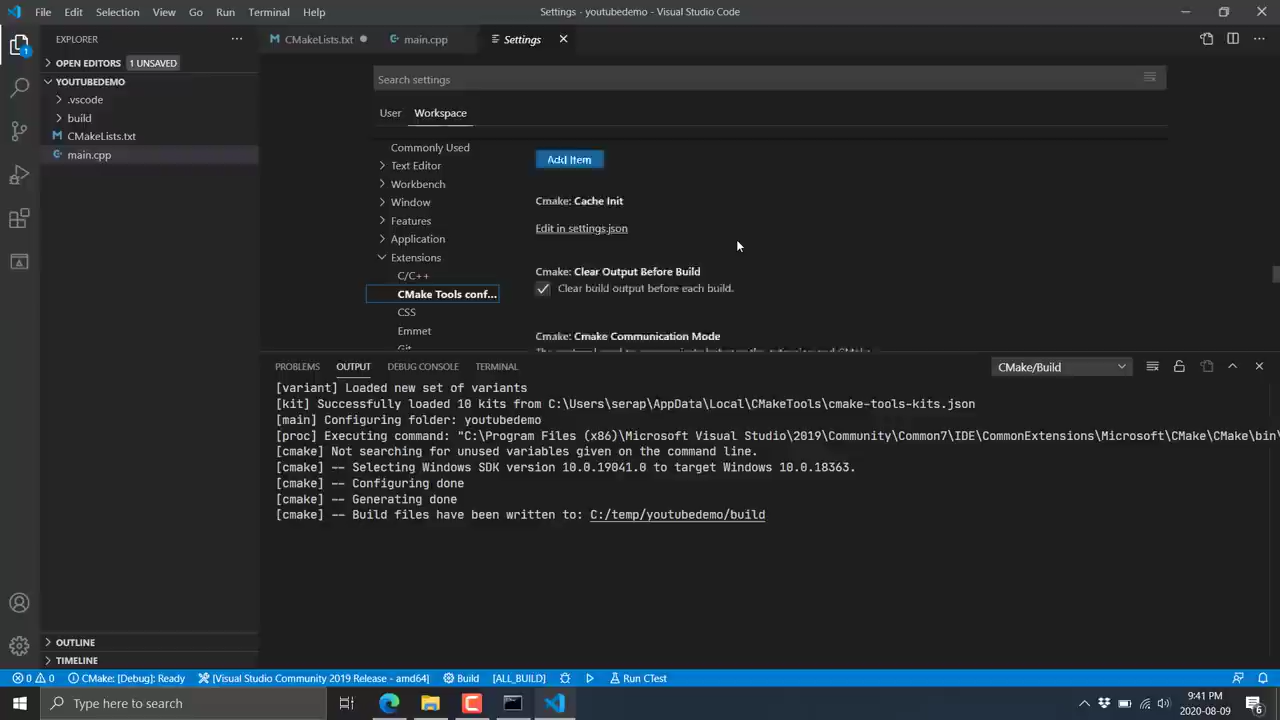 File Edit Selection View Go Run Terminal Help
Settings - youtubedemo - Visual Studio Code
EXPLORER
CMakeLists.txt
main.cpp
Settings
OPEN EDITORS 1 UNSAVED
YOUTUBEDEMO
.vscode
build
CMakeLists.txt
main.cpp
1
Search settings
User Workspace
Commonly Used
Text Editor
Workbench
Window
Features
Application
Extensions
C/C++
CMake Tools conf...
CSS
Emmet
Git
Add Item
Cmake: Cache Init
Edit in settings.json
Cmake: Clear Output Before Build
Clear build output before each build.
Cmake: Cmake Communication Mode
PROBLEMS OUTPUT DEBUG CONSOLE TERMINAL
CMake/Build
[variant] Loaded new set of variants
[kit] Successfully loaded 10 kits from C:\Users\serap\AppData\Local\CMakeTools\cmake-tools-kits.json
[main] Configuring folder: youtubedemo
[proc] Executing command: "C:\Program Files (x86)\Microsoft Visual Studio\2019\Community\Common7\IDE\CommonExtensions\Microsoft\CMake\CMake\bin\
[cmake] Not searching for unused variables given on the command line.
[cmake] -- Selecting Windows SDK version 10.0.19041.0 to target Windows 10.0.18363.
[cmake] -- Configuring done
[cmake] -- Generating done
[cmake] -- Build files have been written to: C:/temp/youtubedemo/build
OUTLINE
TIMELINE
0 0 CMake: [Debug]: Ready [Visual Studio Community 2019 Release - amd64] Build [ALL_BUILD] Run CTest
Type here to search
9:41 PM
2020-08-09
6